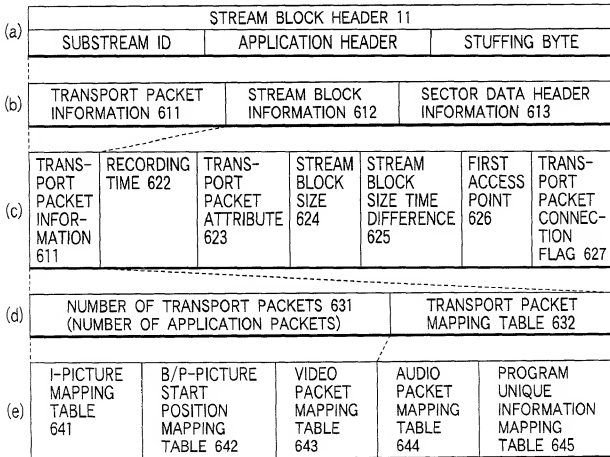 (a)
STREAM BLOCK HEADER 11
SUBSTREAM ID
APPLICATION HEADER
STUFFING BYTE
(b)
TRANSPORT PACKET
INFORMATION 611
STREAM BLOCK
INFORMATION 612
SECTOR DATA HEADER
INFORMATION 613
(c)
TRANS-
PORT
PACKET
INFOR-
MATION
611
RECORDING
TIME 622
TRANS-
PORT
PACKET
ATTRIBUTE
623
STREAM
BLOCK
SIZE
624
STREAM
BLOCK
SIZE TIME
DIFFERENCE
625
FIRST
ACCESS
POINT
626
TRANS-
PORT
PACKET
CONNEC-
TION
FLAG 627
(d)
NUMBER OF TRANSPORT PACKETS 631
(NUMBER OF APPLICATION PACKETS)
TRANSPORT PACKET
MAPPING TABLE 632
(e)
I-PICTURE
MAPPING
TABLE
641
B/P-PICTURE
START
POSITION
MAPPING
TABLE 642
VIDEO
PACKET
MAPPING
TABLE
643
AUDIO
PACKET
MAPPING
TABLE
644
PROGRAM
UNIQUE
INFORMATION
MAPPING
TABLE 645